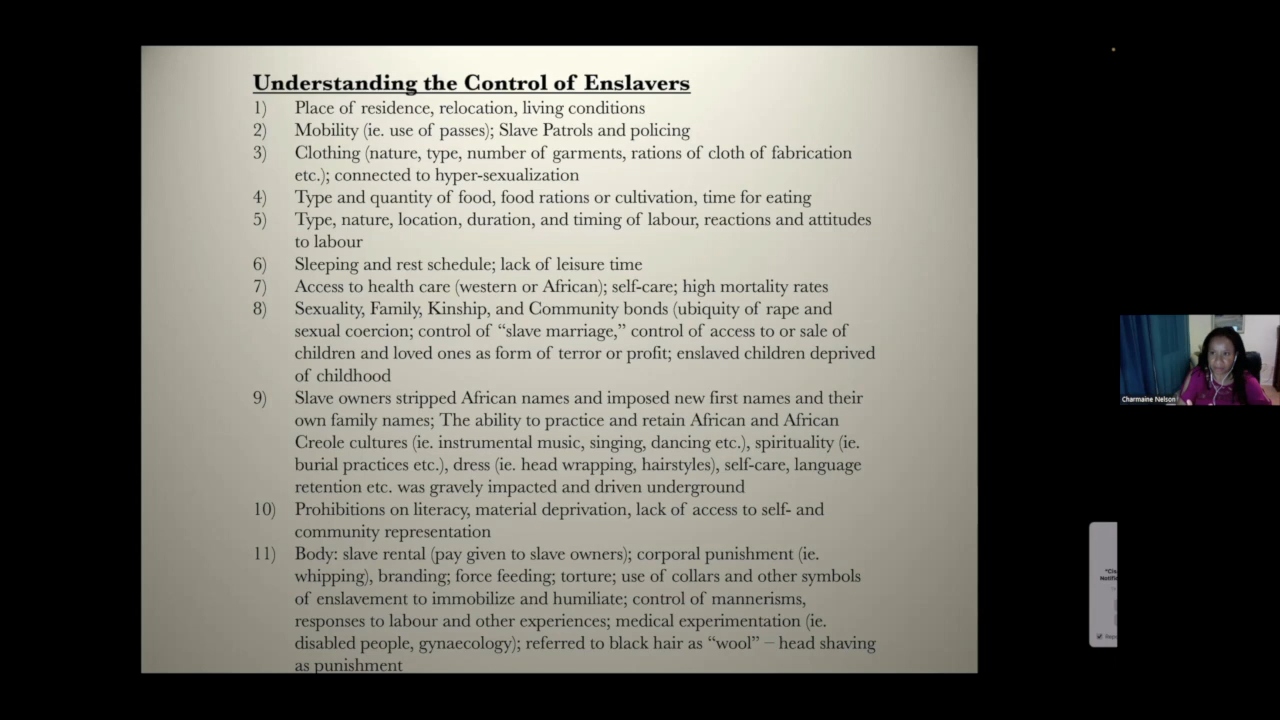 Understanding the Control of Enslavers
1) Place of residence, relocation, living conditions
2) Mobility (ie. use of passes); Slave Patrols and policing
3) Clothing (nature, type, number of garments, rations of cloth of fabrication
etc.); connected to hyper-sexualization
4) Type and quantity of food, food rations or cultivation, time for eating
5) Type, nature, location, duration, and timing of labour, reactions and attitudes
to labour
6) Sleeping and rest schedule; lack of leisure time
7) Access to health care (western or African); self-care; high mortality rates
8) Sexuality, Family, Kinship, and Community bonds (ubiquity of rape and
sexual coercion; control of “slave marriage,” control of access to or sale of
children and loved ones as form of terror or profit; enslaved children deprived
of childhood
9) Slave owners stripped African names and imposed new first names and their
own family names; The ability to practice and retain African and African
Creole cultures (ie. instrumental music, singing, dancing etc.), spirituality (ie.
burial practices etc.), dress (ie. head wrapping, hairstyles), self-care, language
retention etc. was gravely impacted and driven underground
10) Prohibitions on literacy, material deprivation, lack of access to self- and
community representation
11) Body: slave rental (pay given to slave owners); corporal punishment (ie.
whipping), branding; force feeding; torture; use of collars and other symbols
of enslavement to immobilize and humiliate; control of mannerisms,
responses to labour and other experiences; medical experimentation (ie.
disabled people, gynaecology); referred to black hair as “wool” – head shaving
as punishment
Charmaine Nelson